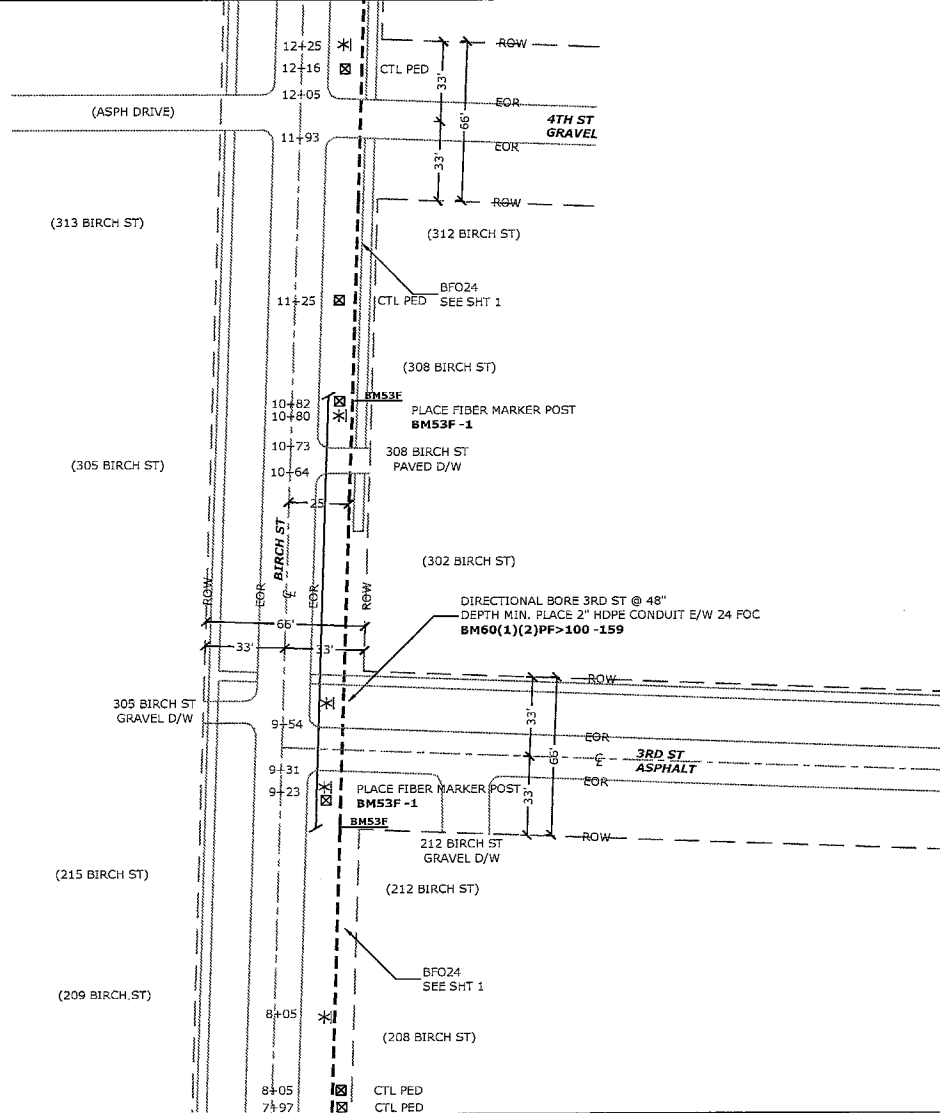 12+25
12+16
CTL PED
12+05
(ASPH DRIVE)
11+93
ROW
33'
66'
33'
EOR
4TH ST
GRAVEL
EOR
ROW
(313 BIRCH ST)
(312 BIRCH ST)
BFO24
SEE SHT 1
11+25
CTL PED
(308 BIRCH ST)
10+82
10+80
BM53F
PLACE FIBER MARKER POST
BM53F -1
10+73
10+64
308 BIRCH ST
PAVED D/W
(305 BIRCH ST)
25'
BIRCH ST
(302 BIRCH ST)
ROW
EOR
℄
EOR
ROW
DIRECTIONAL BORE 3RD ST @ 48"
DEPTH MIN. PLACE 2" HDPE CONDUIT E/W 24 FOC
BM60(1)(2)PF>100 -159
66'
33'
33'
ROW
305 BIRCH ST
GRAVEL D/W
9+54
33'
66'
33'
EOR
℄
3RD ST
ASPHALT
EOR
9+31
9+23
PLACE FIBER MARKER POST
BM53F -1
BM53F
ROW
212 BIRCH ST
GRAVEL D/W
(215 BIRCH ST)
(212 BIRCH ST)
BFO24
SEE SHT 1
(209 BIRCH ST)
8+05
(208 BIRCH ST)
8+05
CTL PED
7+97
CTL PED